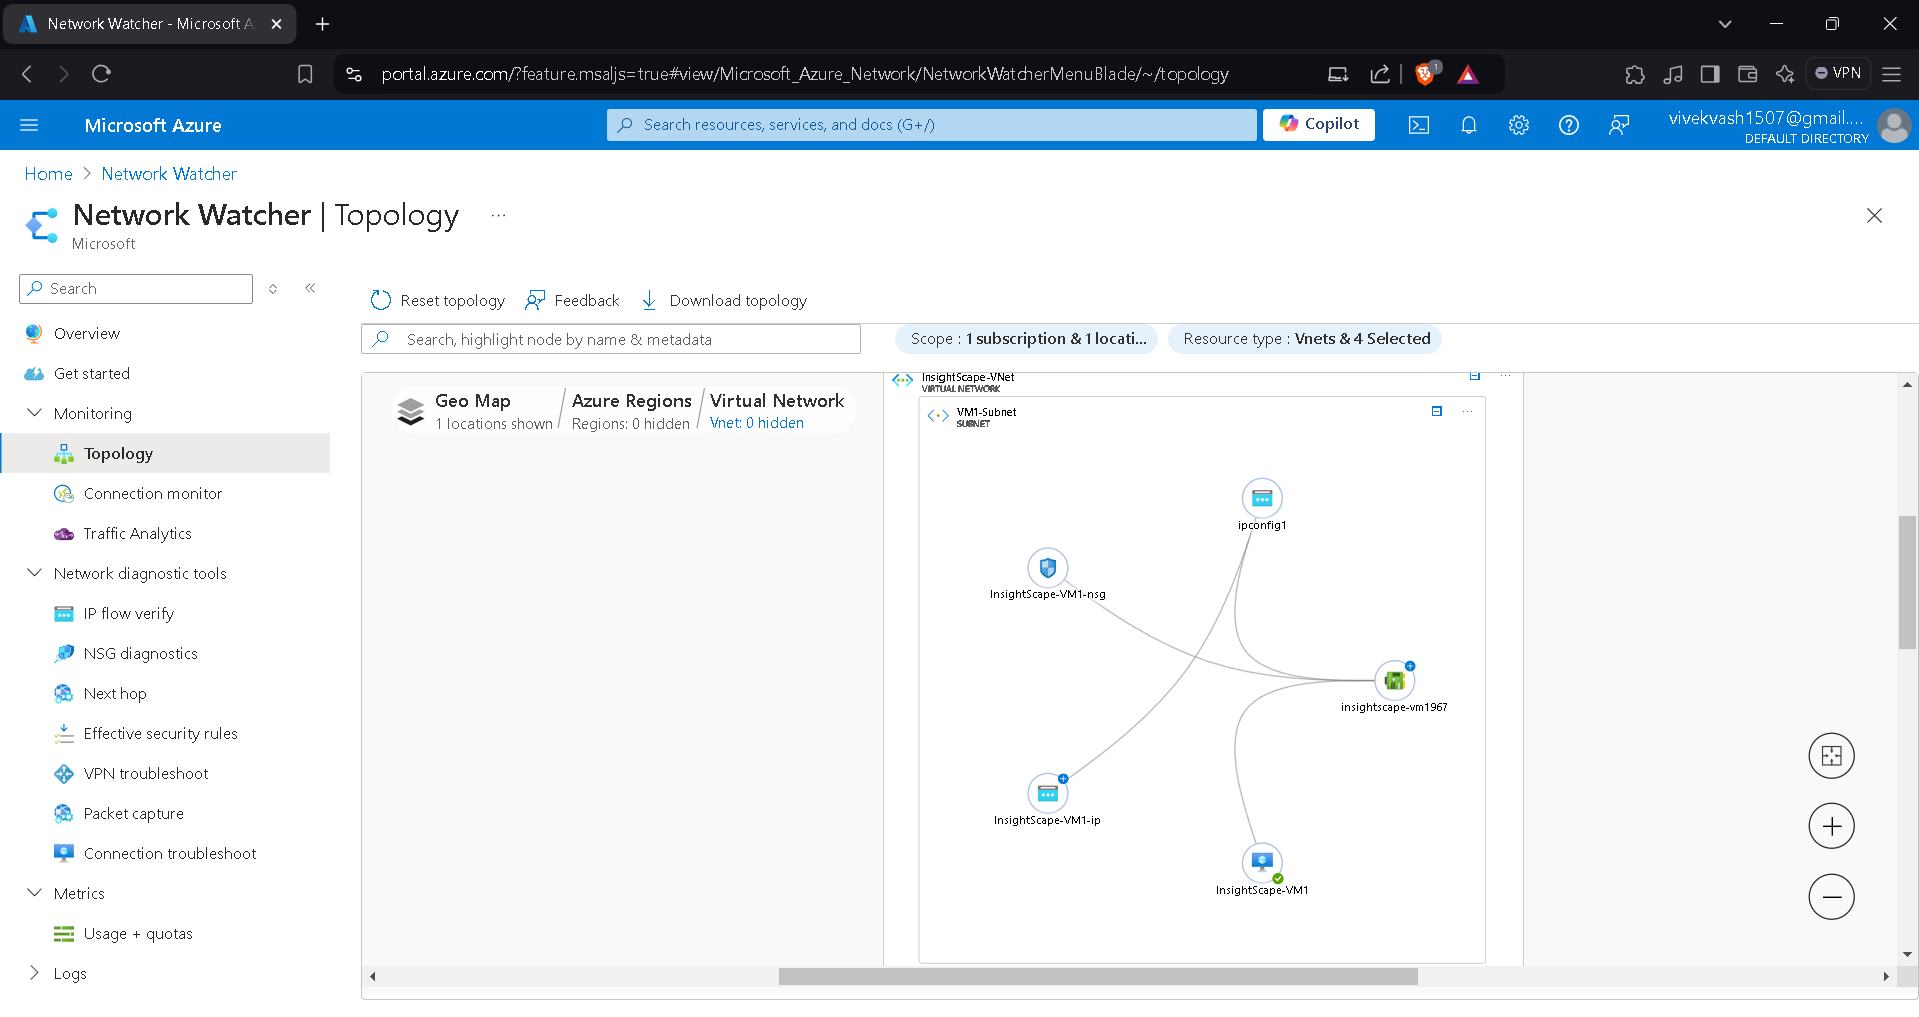 Network Watcher - Microsoft A
portal.azure.com/?feature.msaljs=true#view/Microsoft_Azure_Network/NetworkWatcherMenuBlade/~/topology
1
VPN
Microsoft Azure
Search resources, services, and docs (G+/)
Copilot
vivekvash1507@gmail....
DEFAULT DIRECTORY
Home > Network Watcher
Network Watcher | Topology ...
Microsoft
Search
Overview
Get started
Monitoring
Topology
Connection monitor
Traffic Analytics
Network diagnostic tools
IP flow verify
NSG diagnostics
Next hop
Effective security rules
VPN troubleshoot
Packet capture
Connection troubleshoot
Metrics
Usage + quotas
Logs
Reset topology
Feedback
Download topology
Search, highlight node by name & metadata
Scope : 1 subscription & 1 locati...
Resource type : Vnets & 4 Selected
Geo Map
1 locations shown
Azure Regions
Regions: 0 hidden
Virtual Network
Vnet: 0 hidden
InsightScape-VNet
VIRTUAL NETWORK
VM1-Subnet
SUBNET
ipconfig1
InsightScape-VM1-nsg
insightscape-vm1967
InsightScape-VM1-ip
InsightScape-VM1